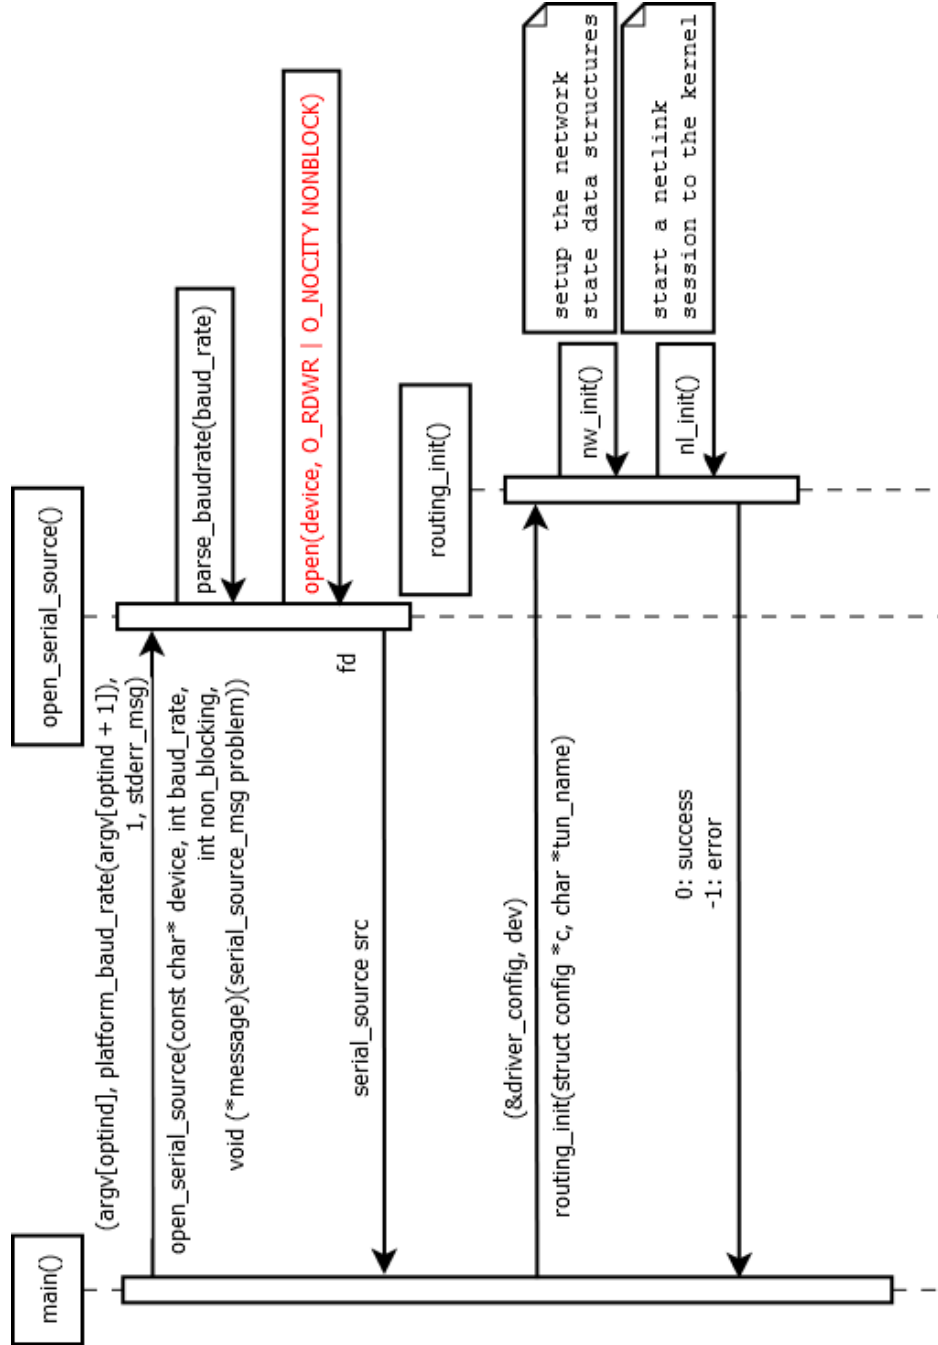 main()
open_serial_source()
(argv[optind], platform_baud_rate(argv[optind + 1]),
1, stderr_msg)
open_serial_source(const char* device, int baud_rate,
int non_blocking,
void (*message)(serial_source_msg problem))
parse_baudrate(baud_rate)
open(device, O_RDWR | O_NOCITY NONBLOCK)
fd
serial_source src
routing_init()
(&driver_config, dev)
routing_init(struct config *c, char *tun_name)
nw_init()
setup the network
state data structures
nl_init()
start a netlink
session to the kernel
0: success
-1: error